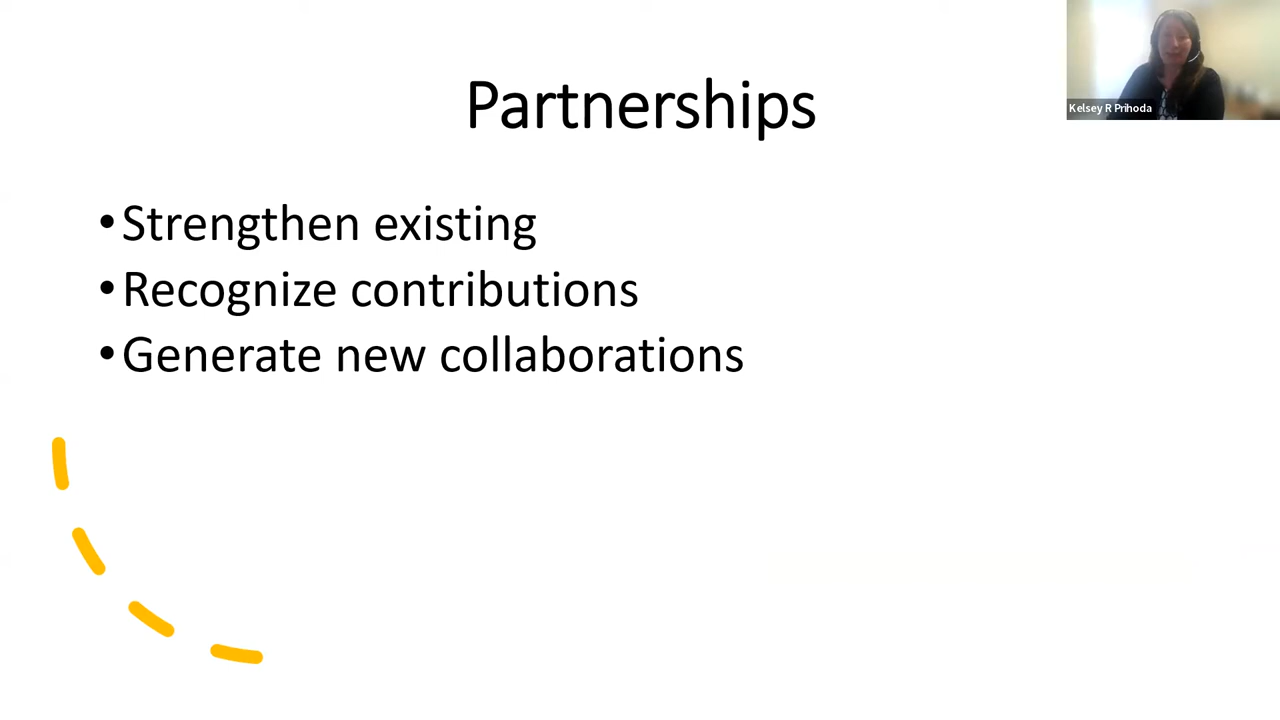 Partnerships
Kelsey R Prihoda
•Strengthen existing
•Recognize contributions
•Generate new collaborations